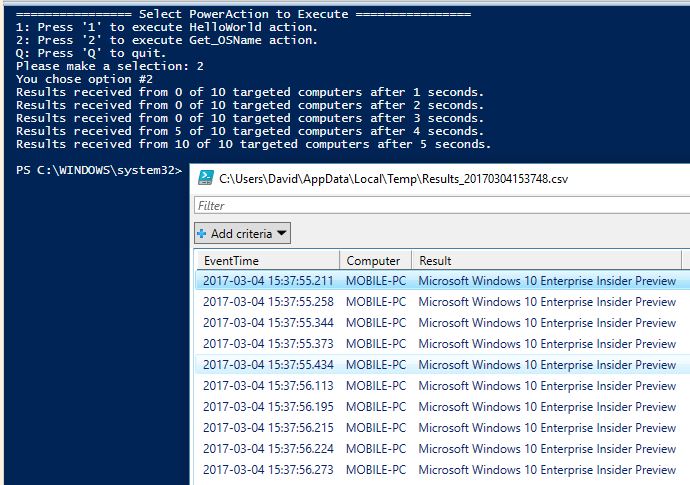 ================ Select PowerAction to Execute ================
1: Press '1' to execute HelloWorld action.
2: Press '2' to execute Get_OSName action.
Q: Press 'Q' to quit.
Please make a selection: 2
You chose option #2
Results received from 0 of 10 targeted computers after 1 seconds.
Results received from 0 of 10 targeted computers after 2 seconds.
Results received from 0 of 10 targeted computers after 3 seconds.
Results received from 5 of 10 targeted computers after 4 seconds.
Results received from 10 of 10 targeted computers after 5 seconds.
PS C:\WINDOWS\system32>
C:\Users\David\AppData\Local\Temp\Results_20170304153748.csv
Filter
Add criteria
EventTime Computer Result
2017-03-04 15:37:55.211 MOBILE-PC Microsoft Windows 10 Enterprise Insider Preview
2017-03-04 15:37:55.258 MOBILE-PC Microsoft Windows 10 Enterprise Insider Preview
2017-03-04 15:37:55.344 MOBILE-PC Microsoft Windows 10 Enterprise Insider Preview
2017-03-04 15:37:55.373 MOBILE-PC Microsoft Windows 10 Enterprise Insider Preview
2017-03-04 15:37:55.434 MOBILE-PC Microsoft Windows 10 Enterprise Insider Preview
2017-03-04 15:37:56.113 MOBILE-PC Microsoft Windows 10 Enterprise Insider Preview
2017-03-04 15:37:56.195 MOBILE-PC Microsoft Windows 10 Enterprise Insider Preview
2017-03-04 15:37:56.215 MOBILE-PC Microsoft Windows 10 Enterprise Insider Preview
2017-03-04 15:37:56.224 MOBILE-PC Microsoft Windows 10 Enterprise Insider Preview
2017-03-04 15:37:56.273 MOBILE-PC Microsoft Windows 10 Enterprise Insider Preview